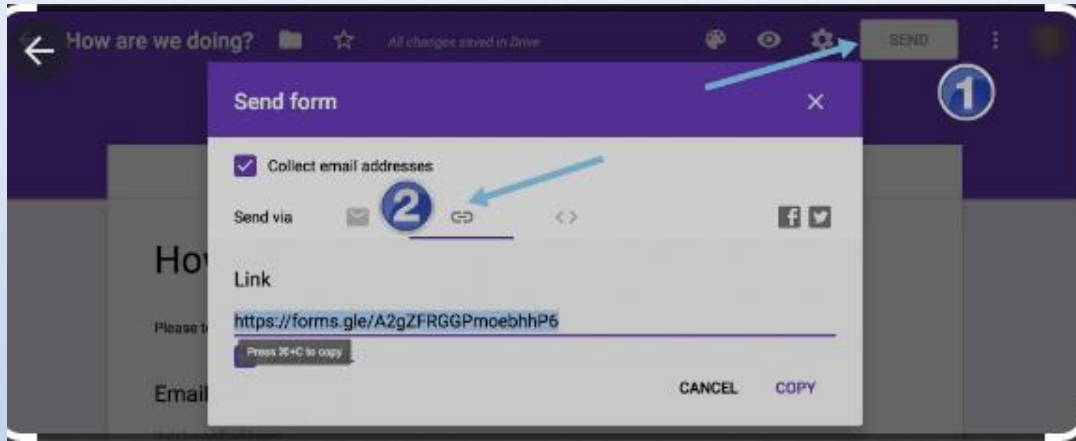 How are we doing?
All changes saved in Drive
SEND
1
Send form
Collect email addresses
2
Send via
Link
https://forms.gle/A2gZFRGGPmoebhhP6
Press ⌘+C to copy
CANCEL COPY
Please
Email